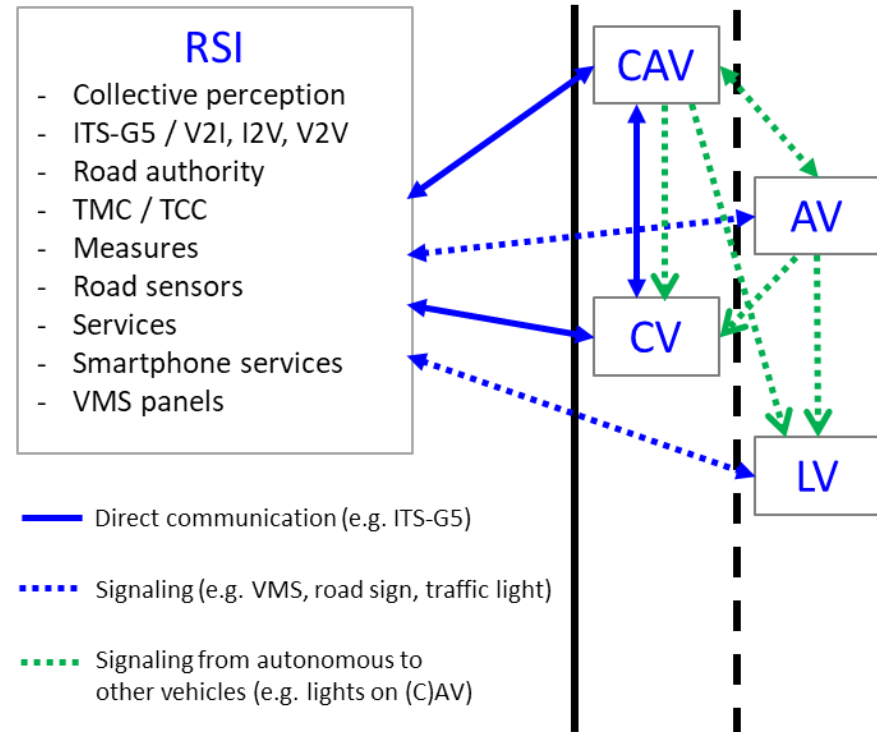 RSI
- Collective perception
- ITS-G5 / V2I, I2V, V2V
- Road authority
- TMC / TCC
- Measures
- Road sensors
- Services
- Smartphone services
- VMS panels
CAV
AV
CV
LV
Direct communication (e.g. ITS-G5)
Signaling (e.g. VMS, road sign, traffic light)
Signaling from autonomous to
other vehicles (e.g. lights on (C)AV)